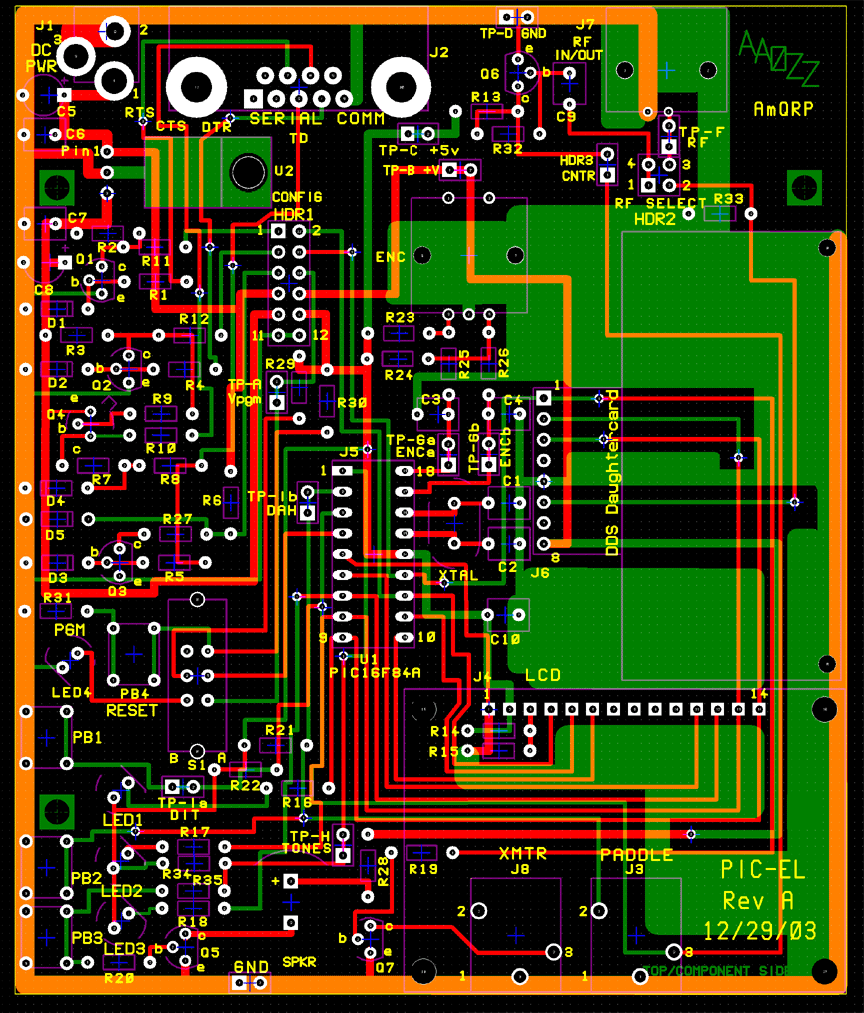 J1
3
2
DC
PWR
1
C5
RTS
CTS
DTR
SERIAL COMM
TD
J2
TP-D GND
e
Q6
b
c
R13
R32
J7
RF
IN/OUT
C9
AA0ZZ
AmQRP
C6
Pin1
U2
TP-C +5v
TP-B +V
HDR3
CNTR
TP-F
RF
4
3
1
2
RF SELECT
HDR2
R33
CONFIG
HDR1
1
2
C7
R2
R11
Q1
c
b
e
R1
C8
ENC
D1
R12
R3
11
12
R23
R24
R25
R26
D2
Q2
c
b
e
R4
R29
TP-A
Vpgm
R30
e
Q4
b
c
R9
R10
C3
C4
1
TP-6a
ENCa
TP-6b
ENCb
J5
1
18
R7
R8
D4
R6
TP-1b
DAH
C1
DDS Daughtercard
D5
R27
D3
b
c
e
Q3
R5
C2
8
J6
XTAL
R31
PGM
9
10
U1
PIC16F84A
C10
LED4
PB4
RESET
J4
LCD
1
14
PB1
R14
R15
R21
B
S1
A
R22
R16
TP-1a
DIT
LED1
TP-H
TONES
R17
R34
R35
PB2
LED2
R28
R19
XMTR
J8
PADDLE
J3
PIC-EL
Rev A
12/29/03
+
R18
2
2
PB3
LED3
c
b
e
Q5
R20
c
b
e
Q7
SPKR
GND
3
3
1
1
TOP/COMPONENT SIDE